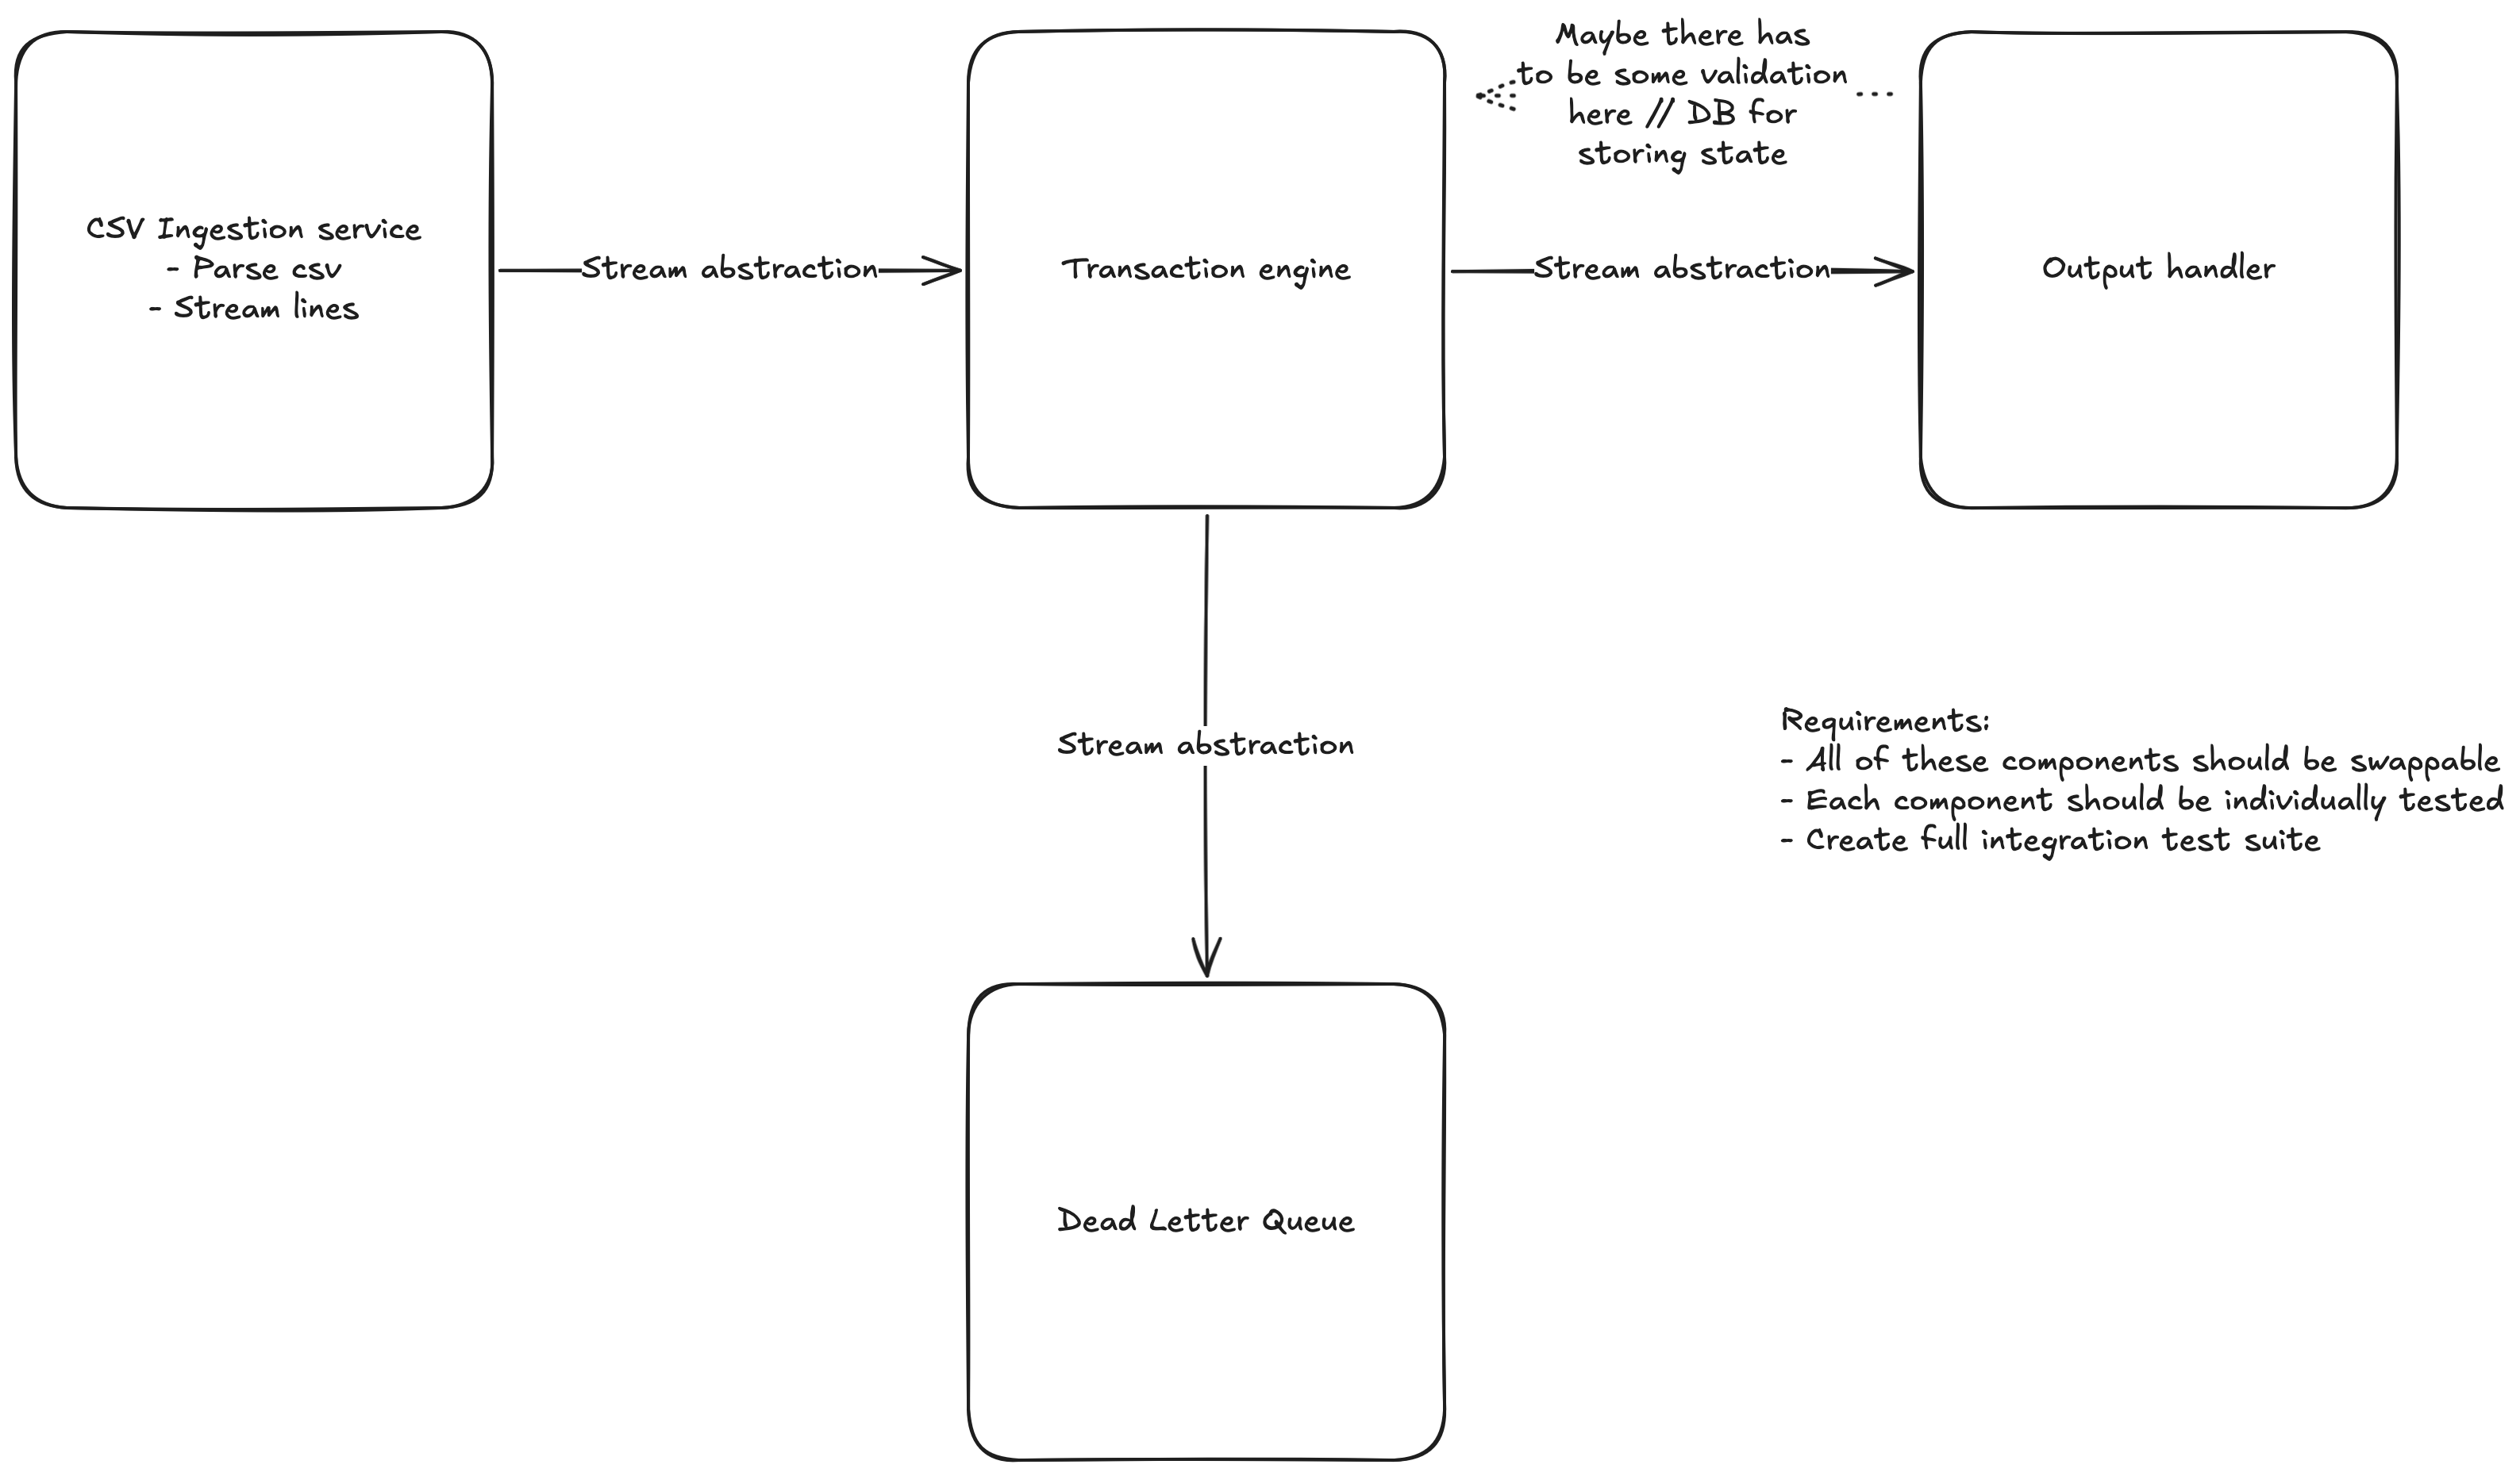 CSV Ingestion service
- Parse csv
- Stream lines
Stream abstraction
Transaction engine
Maybe there has
to be some validation
here // DB for
storing state
Stream abstraction
Output handler
Stream abstraction
Requirements:
- All of these components should be swappable
- Each component should be individually tested
- Create full integration test suite
Dead Letter Queue